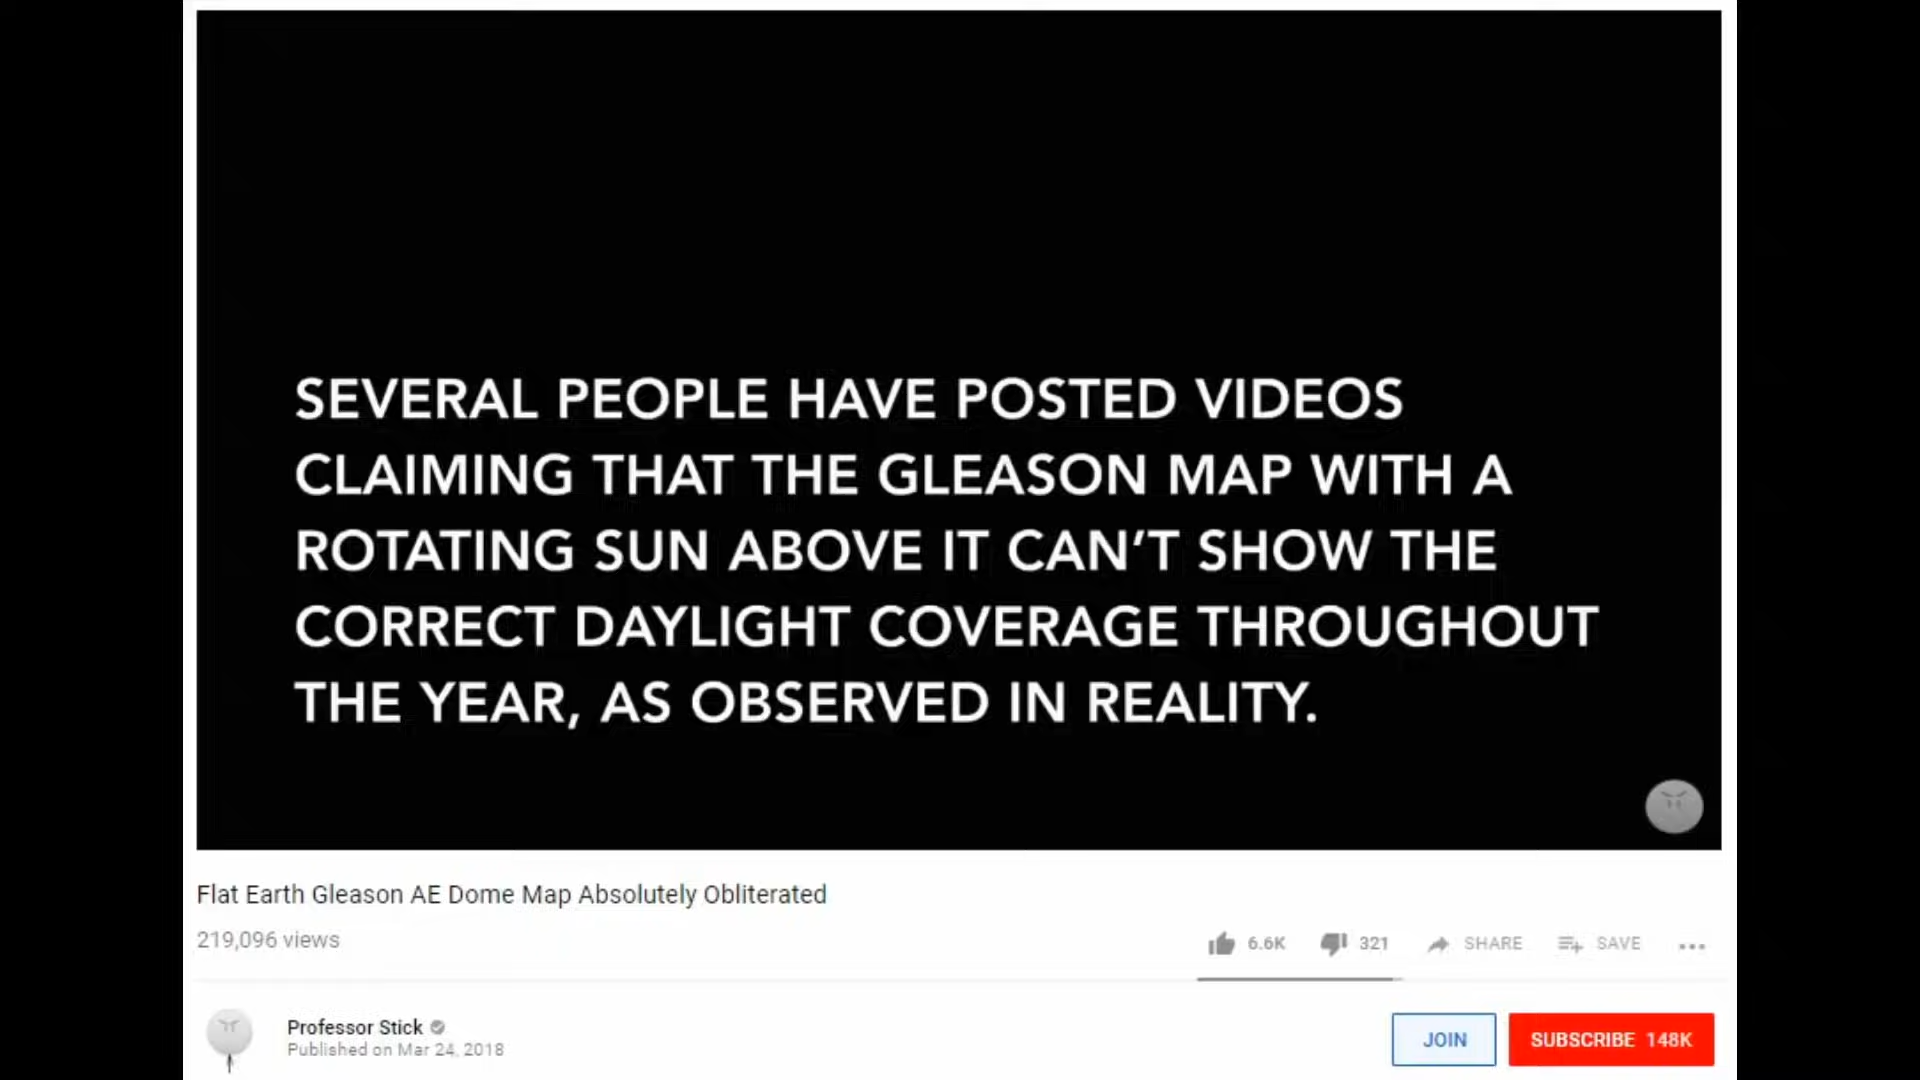 SEVERAL PEOPLE HAVE POSTED VIDEOS
CLAIMING THAT THE GLEASON MAP WITH A
ROTATING SUN ABOVE IT CAN'T SHOW THE
CORRECT DAYLIGHT COVERAGE THROUGHOUT
THE YEAR, AS OBSERVED IN REALITY.
Flat Earth Gleason AE Dome Map Absolutely Obliterated
219,096 views
6.6K 321 SHARE SAVE
Professor Stick
Published on Mar 24, 2018
JOIN SUBSCRIBE 148K